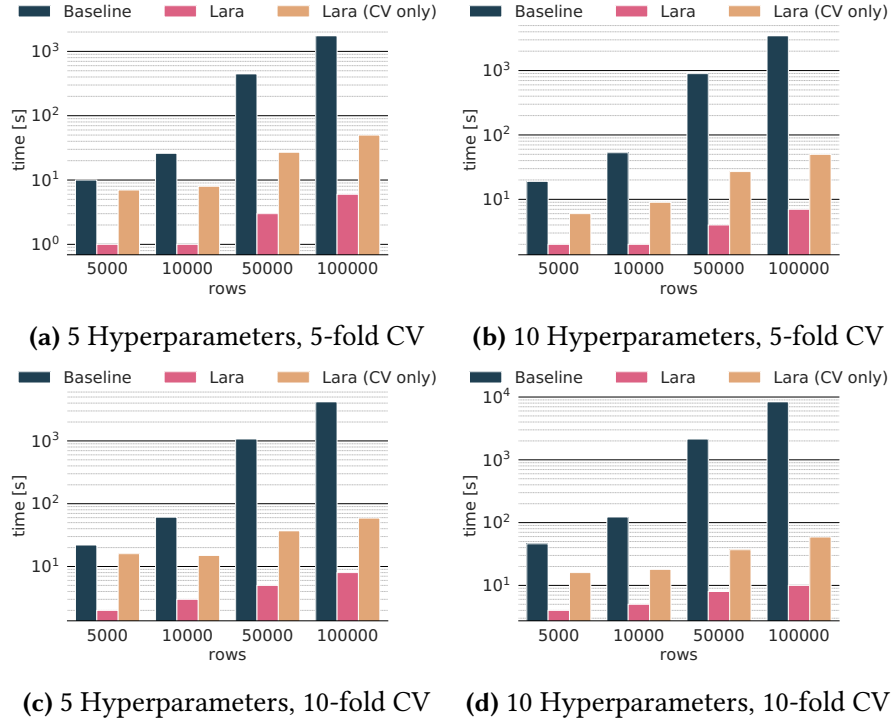 Baseline Lara Lara (CV only)
Baseline Lara Lara (CV only)
10³
10²
10¹
10⁰
time [s]
5000 10000 50000 100000
rows
10³
10²
10¹
time [s]
5000 10000 50000 100000
rows
(a) 5 Hyperparameters, 5-fold CV
(b) 10 Hyperparameters, 5-fold CV
Baseline Lara Lara (CV only)
Baseline Lara Lara (CV only)
10³
10²
10¹
time [s]
5000 10000 50000 100000
rows
10⁴
10³
10²
10¹
time [s]
5000 10000 50000 100000
rows
(c) 5 Hyperparameters, 10-fold CV
(d) 10 Hyperparameters, 10-fold CV